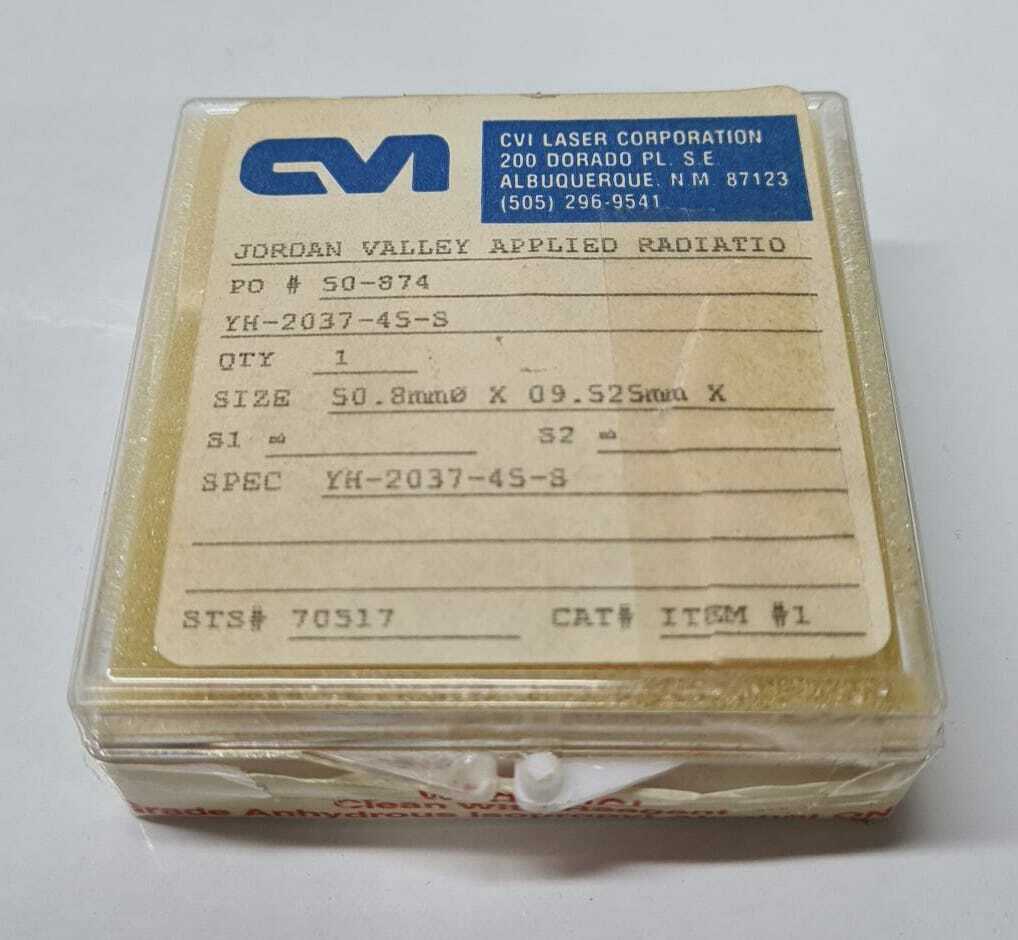 CVI
CVI LASER CORPORATION
200 DORADO PL. S.E.
ALBUQUERQUE, N.M. 87123
(505) 296-9541
JORDAN VALLEY APPLIED RADIATIO
PO # 50-874
YH-2037-45-S
QTY 1
SIZE 50.8mmø X 09.525mm X
S1 ∞ S2 ∞
SPEC YH-2037-45-S
STS# 70517 CAT# ITEM #1
Clean with
Anhydrous